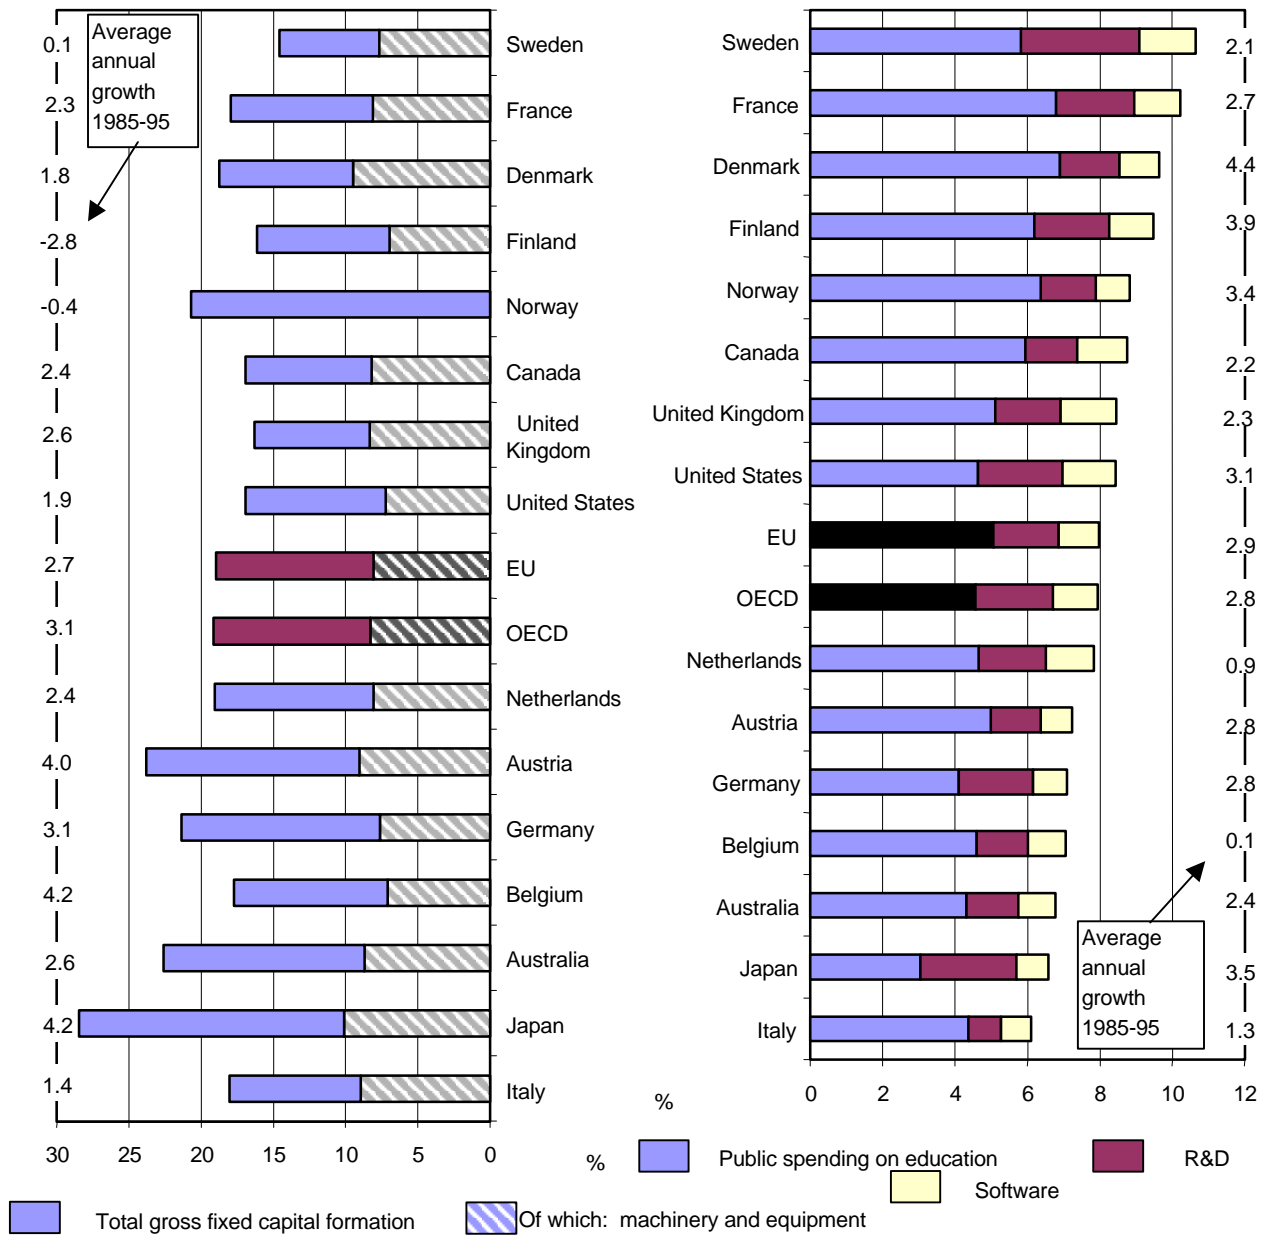 Average
annual
growth
1985-95
0.1
2.3
1.8
-2.8
-0.4
2.4
2.6
1.9
2.7
3.1
2.4
4.0
3.1
4.2
2.6
4.2
1.4
Sweden
France
Denmark
Finland
Norway
Canada
United
Kingdom
United States
EU
OECD
Netherlands
Austria
Germany
Belgium
Australia
Japan
Italy
30 25 20 15 10 5 0
%
Total gross fixed capital formation
Of which: machinery and equipment
Sweden
France
Denmark
Finland
Norway
Canada
United Kingdom
United States
EU
OECD
Netherlands
Austria
Germany
Belgium
Australia
Japan
Italy
2.1
2.7
4.4
3.9
3.4
2.2
2.3
3.1
2.9
2.8
0.9
2.8
2.8
0.1
2.4
3.5
1.3
Average
annual
growth
1985-95
%
0 2 4 6 8 10 12
Public spending on education
R&D
Software